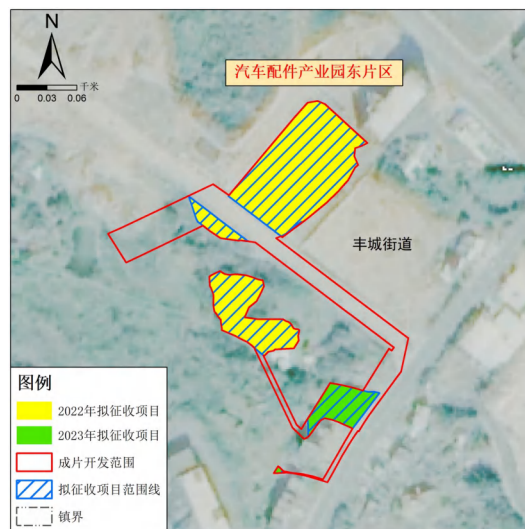 N
千米
0 0.03 0.06
汽车配件产业园东片区
丰城街道
图例
2022年拟征收项目
2023年拟征收项目
成片开发范围
拟征收项目范围线
镇界